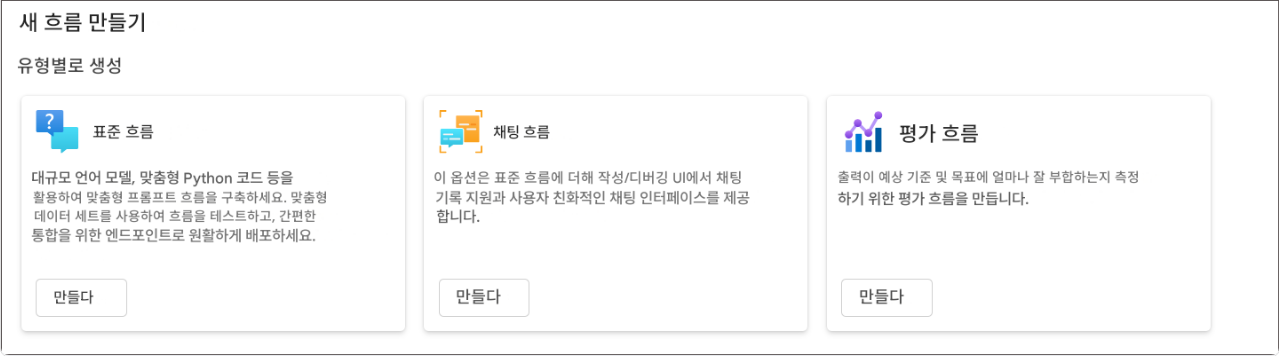 새 흐름 만들기
유형별로 생성
?
표준 흐름
대규모 언어 모델, 맞춤형 Python 코드 등을
활용하여 맞춤형 프롬프트 흐름을 구축하세요. 맞춤형
데이터 세트를 사용하여 흐름을 테스트하고, 간편한
통합을 위한 엔드포인트로 원활하게 배포하세요.
만들다
채팅 흐름
이 옵션은 표준 흐름에 더해 작성/디버깅 UI에서 채팅
기록 지원과 사용자 친화적인 채팅 인터페이스를 제공
합니다.
만들다
평가 흐름
출력이 예상 기준 및 목표에 얼마나 잘 부합하는지 측정
하기 위한 평가 흐름을 만듭니다.
만들다